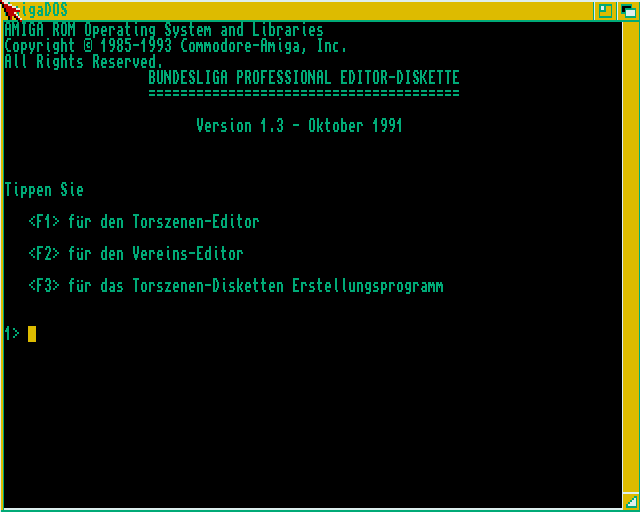 igaDOS
AMIGA ROM Operating System and Libraries
Copyright © 1985-1993 Commodore-Amiga, Inc.
All Rights Reserved.
BUNDESLIGA PROFESSIONAL EDITOR-DISKETTE
=======================================
Version 1.3 - Oktober 1991
Tippen Sie
<F1> für den Torszenen-Editor
<F2> für den Vereins-Editor
<F3> für das Torszenen-Disketten Erstellungsprogramm
1>